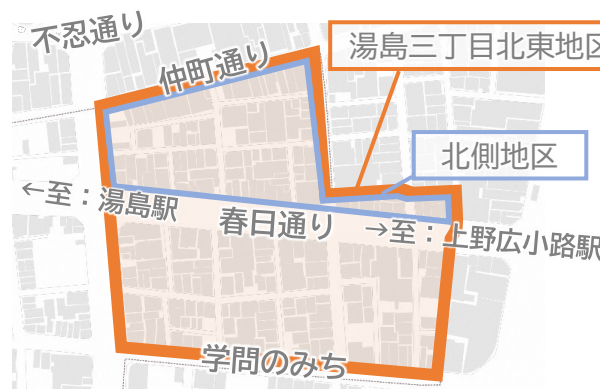 不忍通り
仲町通り
湯島三丁目北東地区
北側地区
←至：湯島駅
春日通り
→至：上野広小路駅
学問のみち